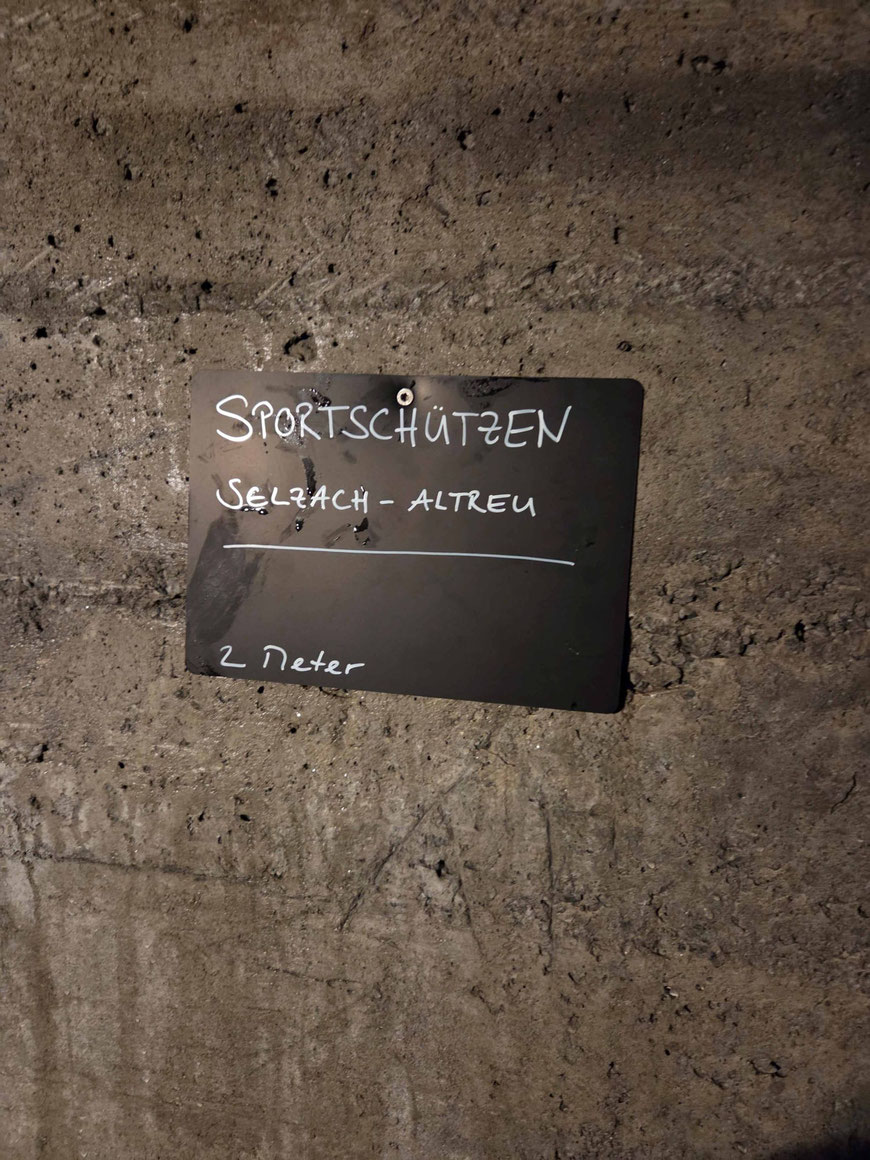 SPORTSCHÜTZEN
SELZACH - ALTREU
2 Meter